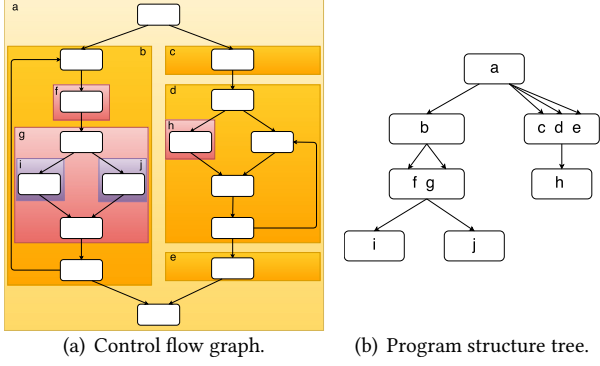 a
b
c
f
d
g
h
i
j
e
a
b
c d e
f g
h
i
j
(a) Control flow graph.
(b) Program structure tree.